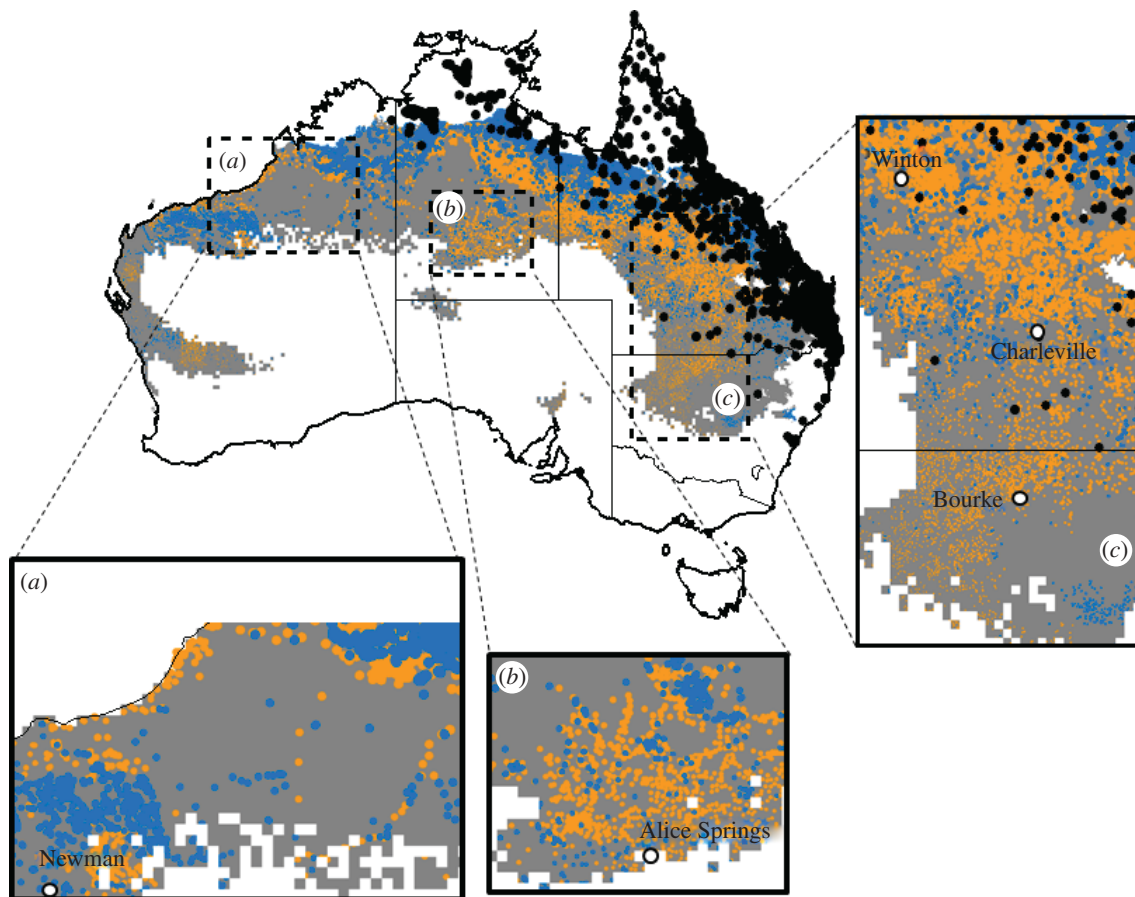 (a)
(b)
(c)
Winton
Charleville
Bourke
(c)
(a)
Newman
(b)
Alice Springs